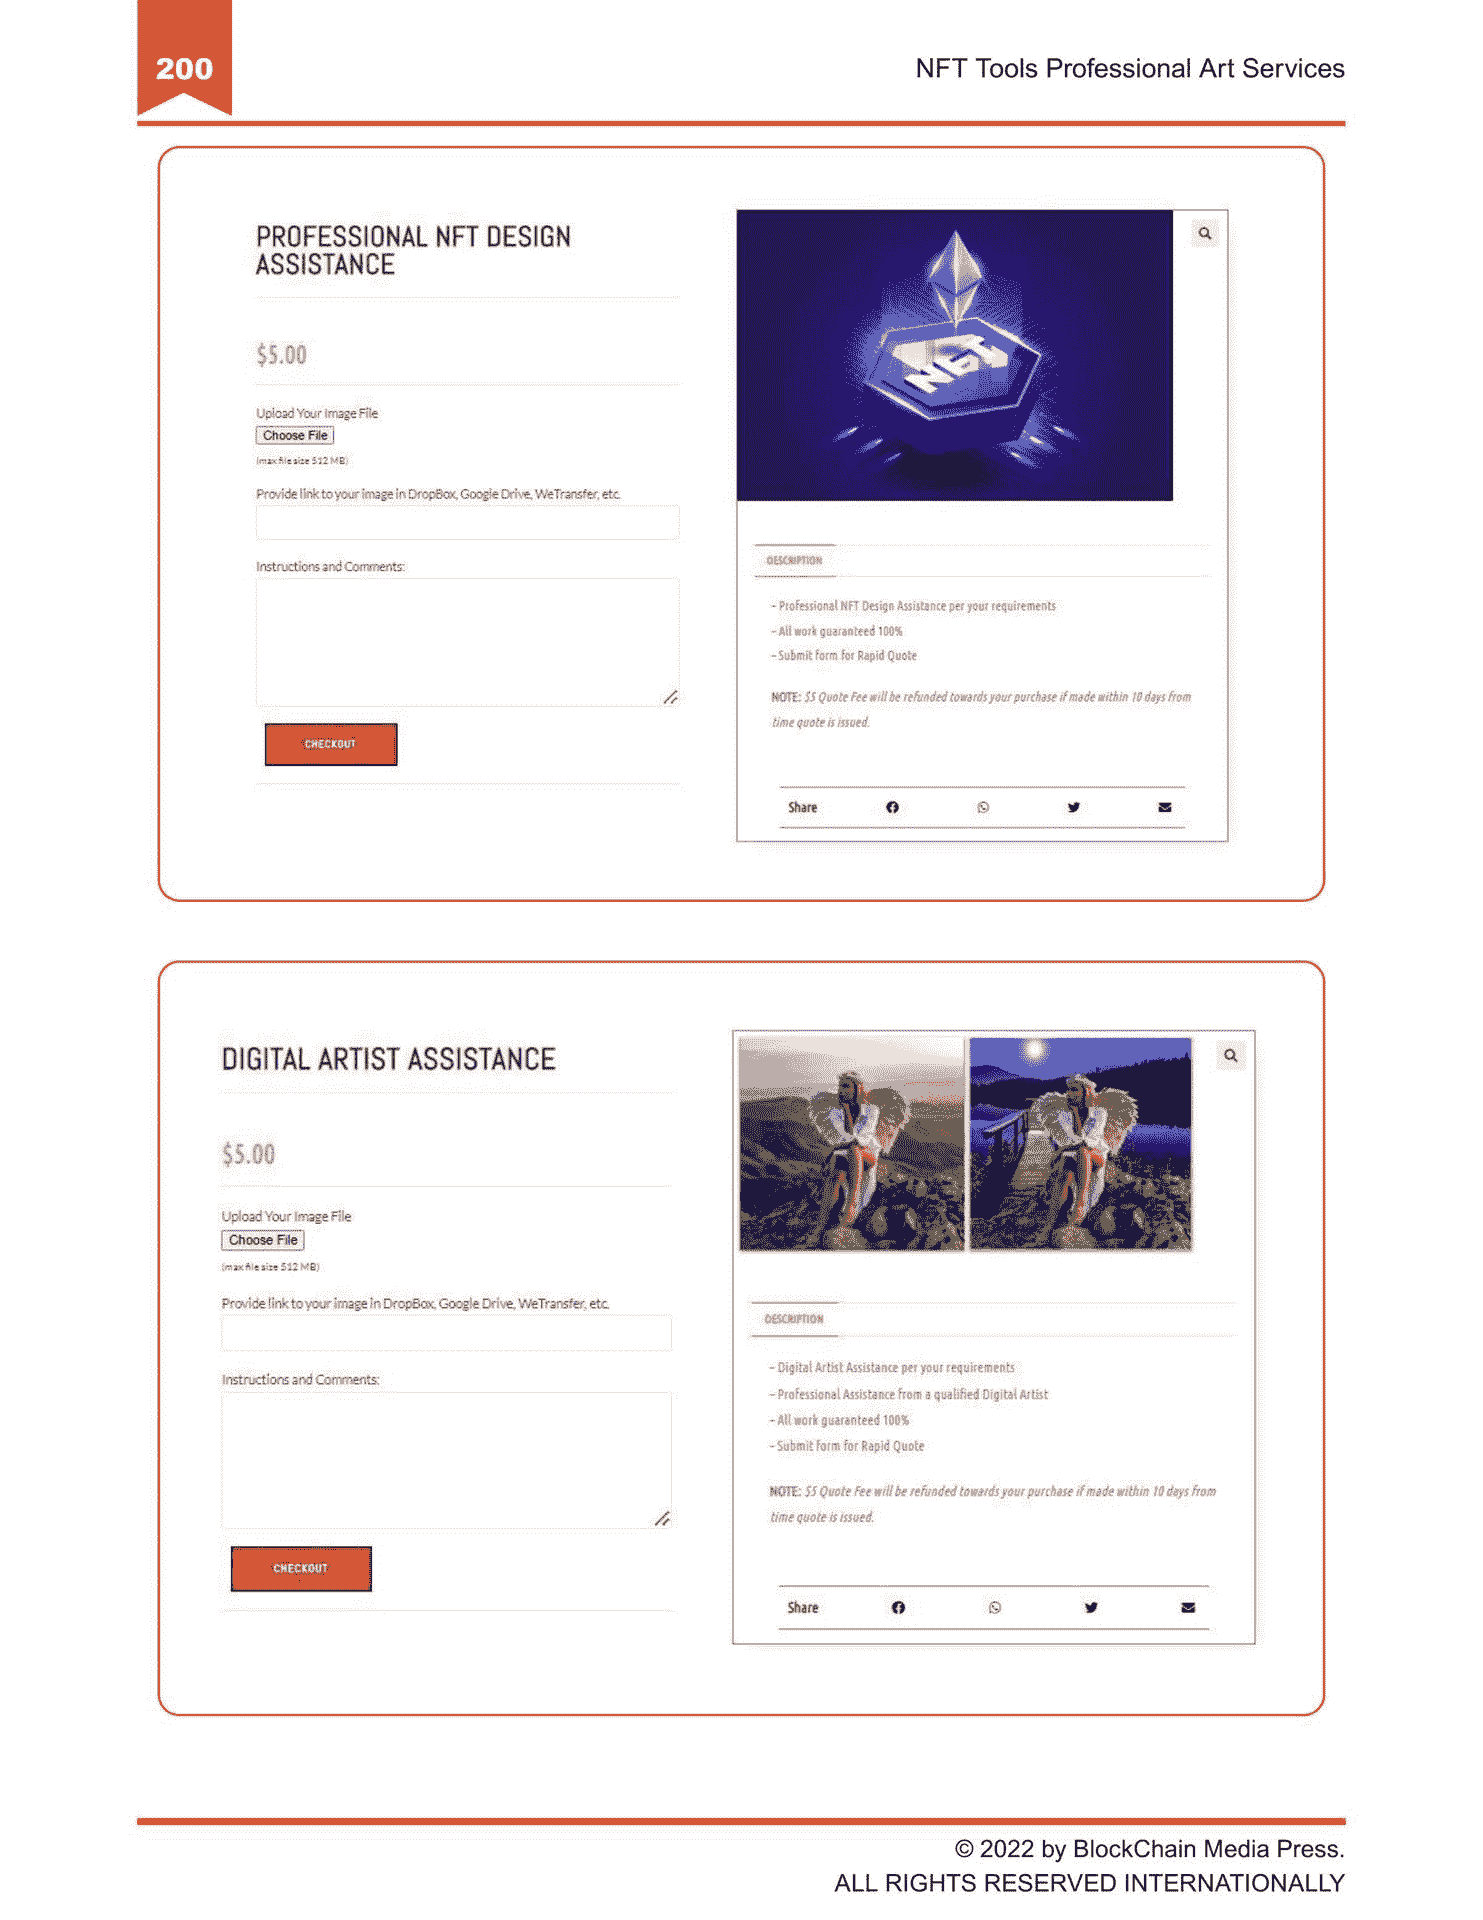 200
NFT Tools Professional Art Services
PROFESSIONAL NFT DESIGN
ASSISTANCE
$5.00
Upload Your Image File
Choose File
(max file size 512 MB)
Provide link to your image in DropBox, Google Drive, WeTransfer, etc.
Instructions and Comments:
CHECKOUT
NFT
DESCRIPTION
- Professional NFT Design Assistance per your requirements
- All work guaranteed 100%
- Submit form for Rapid Quote
NOTE: $5 Quote Fee will be refunded towards your purchase if made within 10 days from
time quote is issued.
Share
DIGITAL ARTIST ASSISTANCE
$5.00
Upload Your Image File
Choose File
(max file size 512 MB)
Provide link to your image in DropBox, Google Drive, WeTransfer, etc.
Instructions and Comments:
CHECKOUT
DESCRIPTION
- Digital Artist Assistance per your requirements
- Professional Assistance from a qualified Digital Artist
- All work guaranteed 100%
- Submit form for Rapid Quote
NOTE: $5 Quote Fee will be refunded towards your purchase if made within 10 days from
time quote is issued.
Share
© 2022 by BlockChain Media Press.
ALL RIGHTS RESERVED INTERNATIONALLY